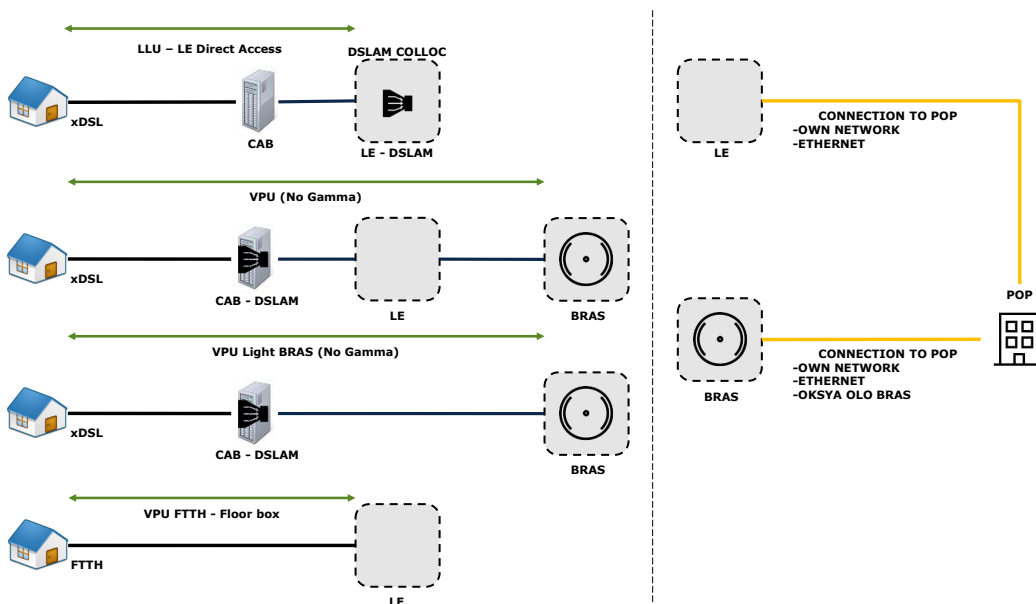 LLU – LE Direct Access
DSLAM COLLOC
xDSL
CAB
LE - DSLAM
VPU (No Gamma)
xDSL
CAB - DSLAM
LE
BRAS
VPU Light BRAS (No Gamma)
xDSL
CAB - DSLAM
BRAS
VPU FTTH - Floor box
FTTH
LE
CONNECTION TO POP
-OWN NETWORK
-ETHERNET
LE
POP
CONNECTION TO POP
-OWN NETWORK
-ETHERNET
-OKSYA OLO BRAS
BRAS